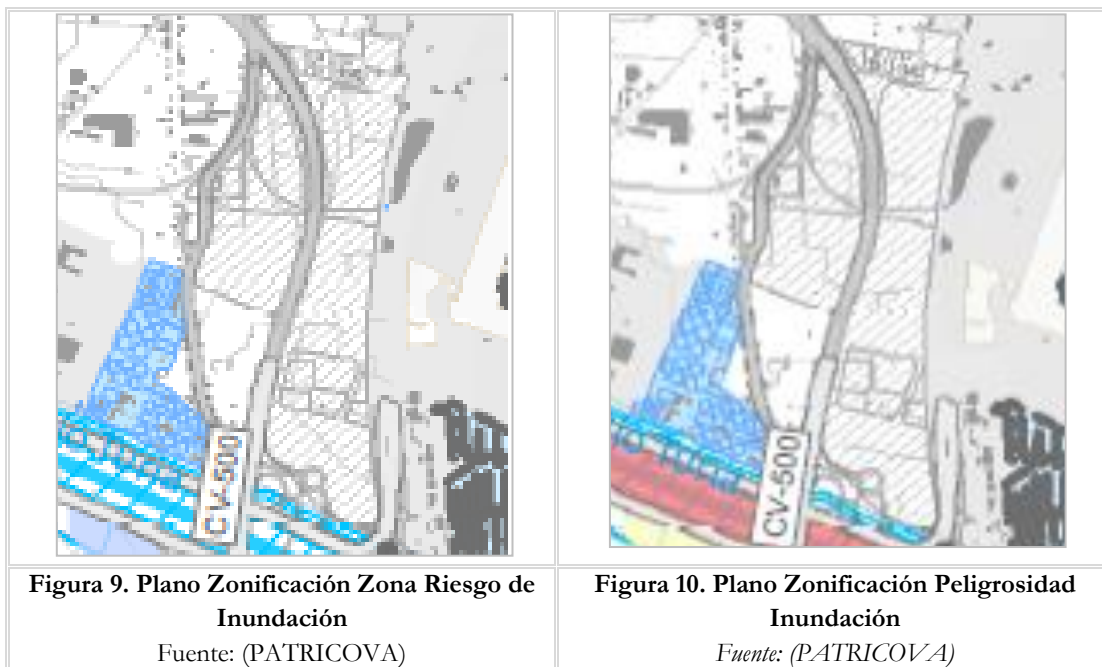 CV-500
CV-500
Figura 9. Plano Zonificación Zona Riesgo de
Inundación
Fuente: (PATRICOVA)
Figura 10. Plano Zonificación Peligrosidad
Inundación
Fuente: (PATRICOVA)